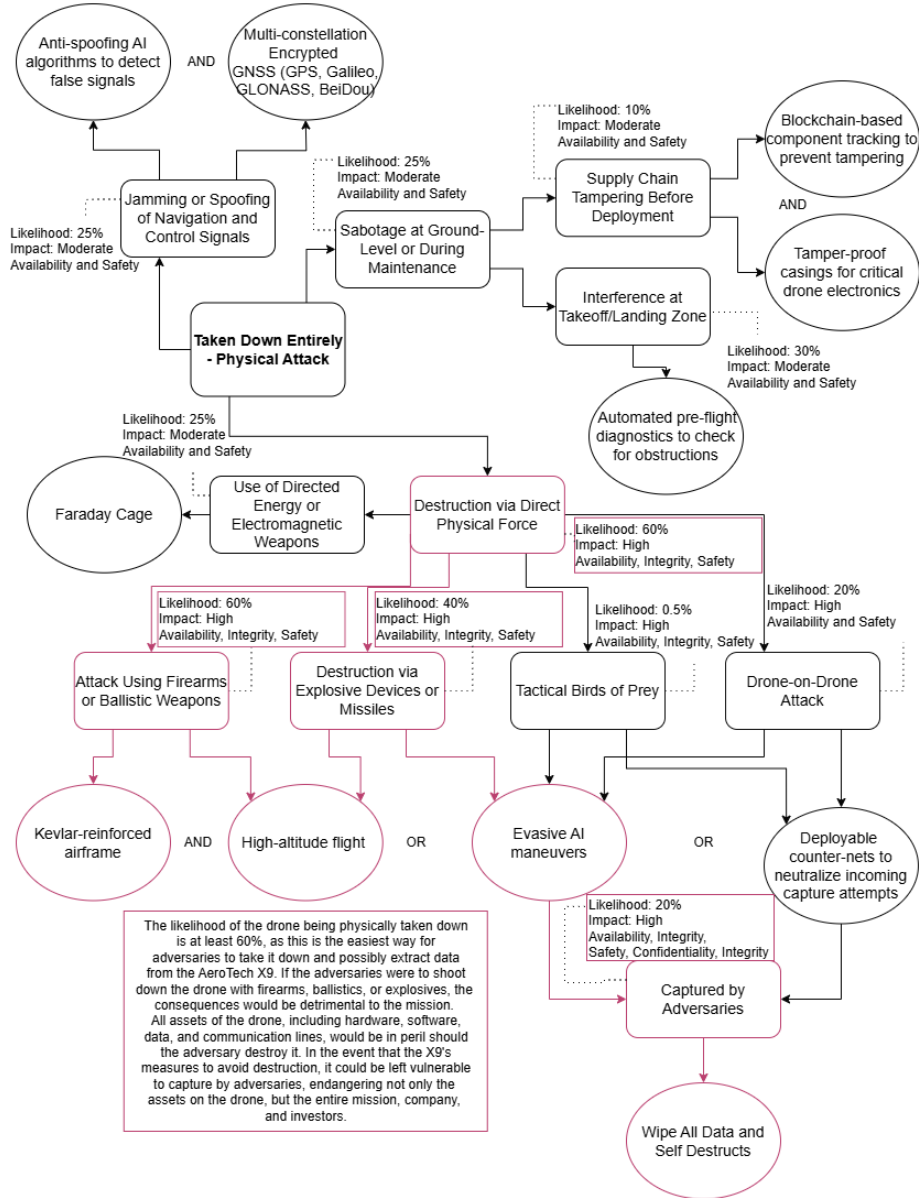 Anti-spoofing AI
algorithms to detect
false signals
AND
Multi-constellation
Encrypted
GNSS (GPS, Galileo,
GLONASS, BeiDou)
Likelihood: 10%
Impact: Moderate
Availability and Safety
Blockchain-based
component tracking to
prevent tampering
Likelihood: 25%
Impact: Moderate
Availability and Safety
Jamming or Spoofing
of Navigation and
Control Signals
Supply Chain
Tampering Before
Deployment
AND
Likelihood: 25%
Impact: Moderate
Availability and Safety
Sabotage at Ground-
Level or During
Maintenance
Tamper-proof
casings for critical
drone electronics
Interference at
Takeoff/Landing Zone
Taken Down Entirely
- Physical Attack
Likelihood: 30%
Impact: Moderate
Availability and Safety
Likelihood: 25%
Impact: Moderate
Availability and Safety
Automated pre-flight
diagnostics to check
for obstructions
Faraday Cage
Use of Directed
Energy or
Electromagnetic
Weapons
Destruction via Direct
Physical Force
Likelihood: 60%
Impact: High
Availability, Integrity, Safety
Likelihood: 60%
Impact: High
Availability, Integrity, Safety
Likelihood: 40%
Impact: High
Availability, Integrity, Safety
Likelihood: 0.5%
Impact: High
Availability, Integrity, Safety
Likelihood: 20%
Impact: High
Availability and Safety
Attack Using Firearms
or Ballistic Weapons
Destruction via
Explosive Devices or
Missiles
Tactical Birds of Prey
Drone-on-Drone
Attack
Kevlar-reinforced
airframe
AND
High-altitude flight
OR
Evasive AI
maneuvers
OR
Deployable
counter-nets to
neutralize incoming
capture attempts
Likelihood: 20%
Impact: High
Availability, Integrity,
Safety, Confidentiality, Integrity
The likelihood of the drone being physically taken down
is at least 60%, as this is the easiest way for
adversaries to take it down and possibly extract data
from the AeroTech X9. If the adversaries were to shoot
down the drone with firearms, ballistics, or explosives, the
consequences would be detrimental to the mission.
All assets of the drone, including hardware, software,
data, and communication lines, would be in peril should
the adversary destroy it. In the event that the X9's
measures to avoid destruction, it could be left vulnerable
to capture by adversaries, endangering not only the
assets on the drone, but the entire mission, company,
and investors.
Captured by
Adversaries
Wipe All Data and
Self Destructs